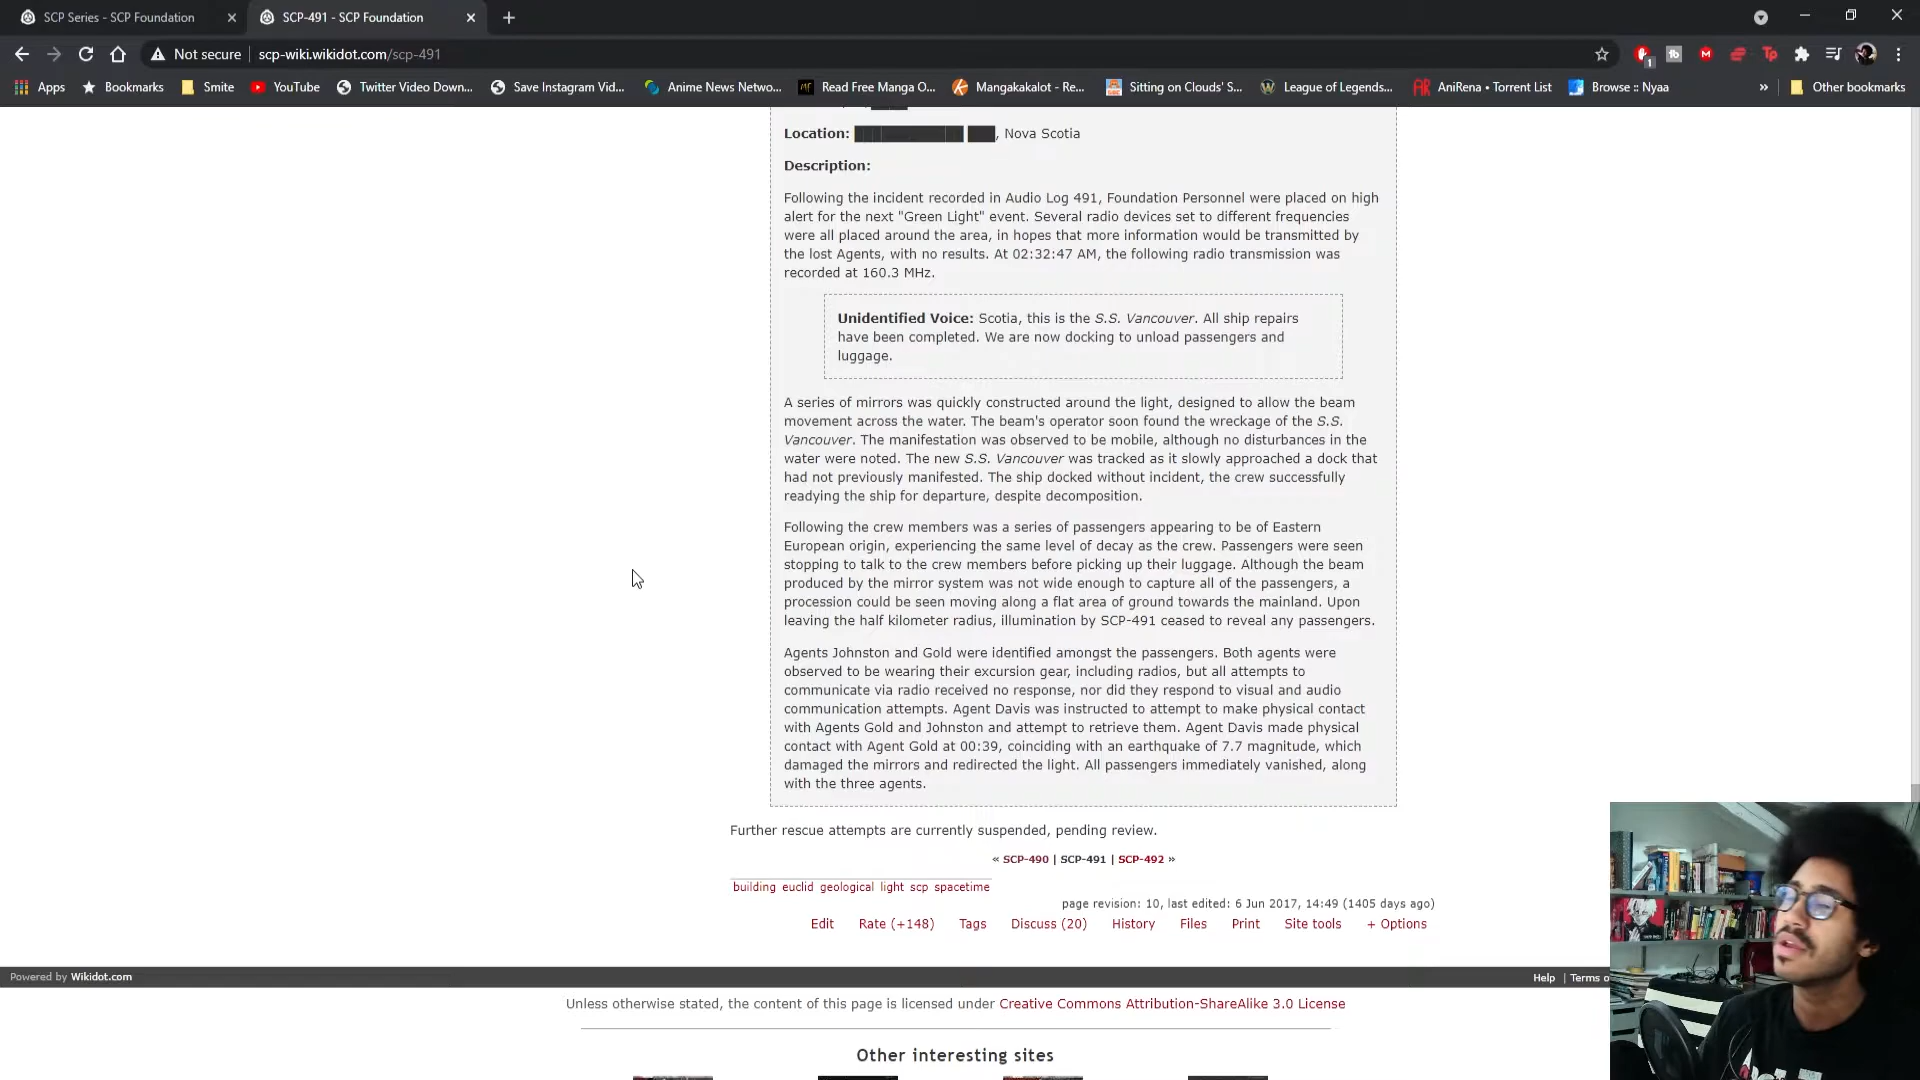 SCP Series - SCP Foundation
SCP-491 - SCP Foundation
Not secure
scp-wiki.wikidot.com/scp-491
1
Apps
Bookmarks
Smite
YouTube
Twitter Video Down...
Save Instagram Vid...
Anime News Netwo...
Read Free Manga O...
Mangakakalot - Re...
Sitting on Clouds' S...
League of Legends...
AniRena • Torrent List
Browse :: Nyaa
»
Other bookmarks
Location: ████████████ ███, Nova Scotia
Description:
Following the incident recorded in Audio Log 491, Foundation Personnel were placed on high
alert for the next "Green Light" event. Several radio devices set to different frequencies
were all placed around the area, in hopes that more information would be transmitted by
the lost Agents, with no results. At 02:32:47 AM, the following radio transmission was
recorded at 160.3 MHz.
Unidentified Voice: Scotia, this is the S.S. Vancouver. All ship repairs
have been completed. We are now docking to unload passengers and
luggage.
A series of mirrors was quickly constructed around the light, designed to allow the beam
movement across the water. The beam's operator soon found the wreckage of the S.S.
Vancouver. The manifestation was observed to be mobile, although no disturbances in the
water were noted. The new S.S. Vancouver was tracked as it slowly approached a dock that
had not previously manifested. The ship docked without incident, the crew successfully
readying the ship for departure, despite decomposition.
Following the crew members was a series of passengers appearing to be of Eastern
European origin, experiencing the same level of decay as the crew. Passengers were seen
stopping to talk to the crew members before picking up their luggage. Although the beam
produced by the mirror system was not wide enough to capture all of the passengers, a
procession could be seen moving along a flat area of ground towards the mainland. Upon
leaving the half kilometer radius, illumination by SCP-491 ceased to reveal any passengers.
Agents Johnston and Gold were identified amongst the passengers. Both agents were
observed to be wearing their excursion gear, including radios, but all attempts to
communicate via radio received no response, nor did they respond to visual and audio
communication attempts. Agent Davis was instructed to attempt to make physical contact
with Agents Gold and Johnston and attempt to retrieve them. Agent Davis made physical
contact with Agent Gold at 00:39, coinciding with an earthquake of 7.7 magnitude, which
damaged the mirrors and redirected the light. All passengers immediately vanished, along
with the three agents.
Further rescue attempts are currently suspended, pending review.
« SCP-490 | SCP-491 | SCP-492 »
building euclid geological light scp spacetime
page revision: 10, last edited: 6 Jun 2017, 14:49 (1405 days ago)
Edit Rate (+148) Tags Discuss (20) History Files Print Site tools + Options
Powered by Wikidot.com
Help | Terms o
Unless otherwise stated, the content of this page is licensed under Creative Commons Attribution-ShareAlike 3.0 License
Other interesting sites